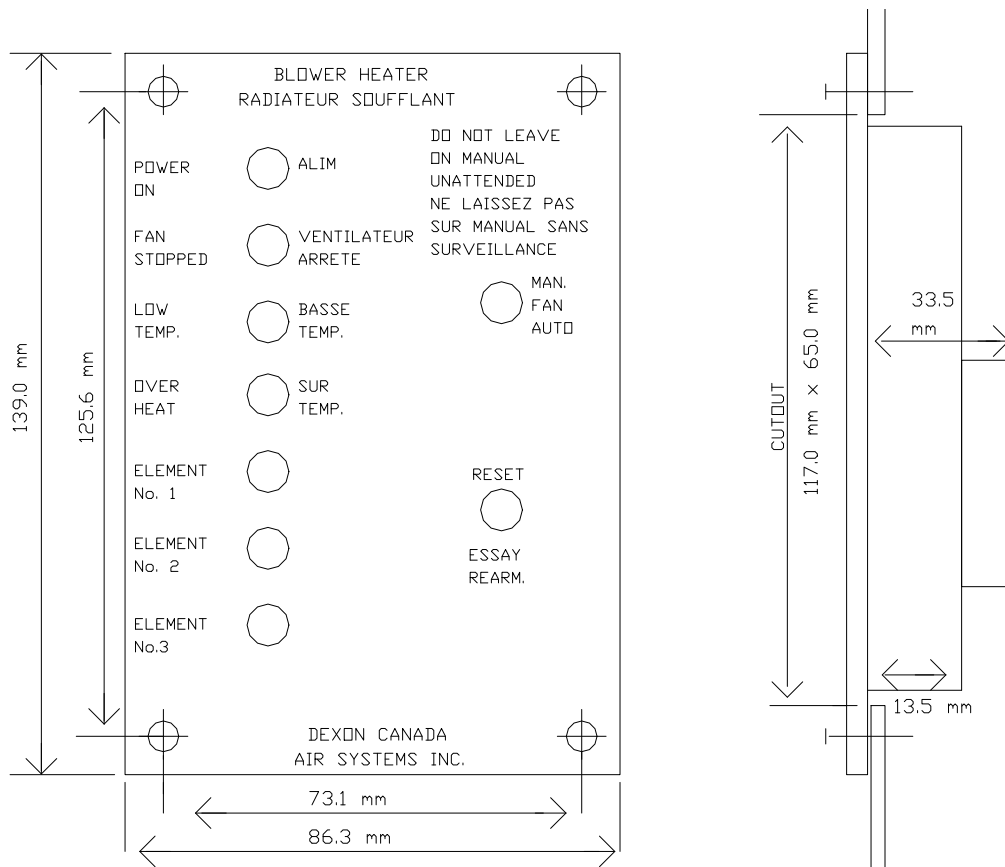 BLOWER HEATER
RADIATEUR SOUFFLANT
DO NOT LEAVE
ON MANUAL
UNATTENDED
NE LAISSEZ PAS
SUR MANUAL SANS
SURVEILLANCE
POWER
ON
ALIM
FAN
STOPPED
VENTILATEUR
ARRETE
LOW
TEMP.
BASSE
TEMP.
MAN.
FAN
AUTO
OVER
HEAT
SUR
TEMP.
ELEMENT
No. 1
RESET
ESSAY
REARM.
ELEMENT
No. 2
ELEMENT
No.3
DEXON CANADA
AIR SYSTEMS INC.
139.0 mm
125.6 mm
73.1 mm
86.3 mm
CUTOUT
117.0 mm × 65.0 mm
33.5
mm
13.5 mm